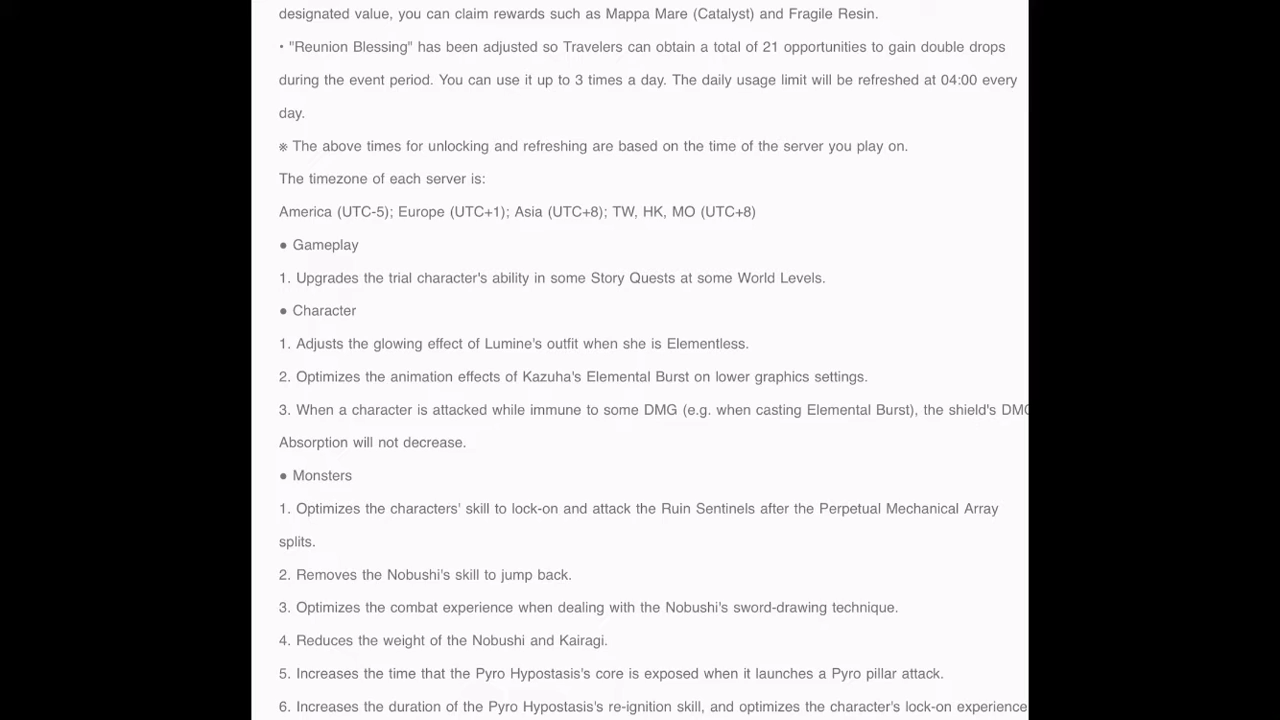 designated value, you can claim rewards such as Mappa Mare (Catalyst) and Fragile Resin.
• "Reunion Blessing" has been adjusted so Travelers can obtain a total of 21 opportunities to gain double drops
during the event period. You can use it up to 3 times a day. The daily usage limit will be refreshed at 04:00 every
day.
※ The above times for unlocking and refreshing are based on the time of the server you play on.
The timezone of each server is:
America (UTC-5); Europe (UTC+1); Asia (UTC+8); TW, HK, MO (UTC+8)
● Gameplay
1. Upgrades the trial character's ability in some Story Quests at some World Levels.
● Character
1. Adjusts the glowing effect of Lumine's outfit when she is Elementless.
2. Optimizes the animation effects of Kazuha's Elemental Burst on lower graphics settings.
3. When a character is attacked while immune to some DMG (e.g. when casting Elemental Burst), the shield's DMG
Absorption will not decrease.
● Monsters
1. Optimizes the characters' skill to lock-on and attack the Ruin Sentinels after the Perpetual Mechanical Array
splits.
2. Removes the Nobushi's skill to jump back.
3. Optimizes the combat experience when dealing with the Nobushi's sword-drawing technique.
4. Reduces the weight of the Nobushi and Kairagi.
5. Increases the time that the Pyro Hypostasis's core is exposed when it launches a Pyro pillar attack.
6. Increases the duration of the Pyro Hypostasis's re-ignition skill, and optimizes the character's lock-on experience